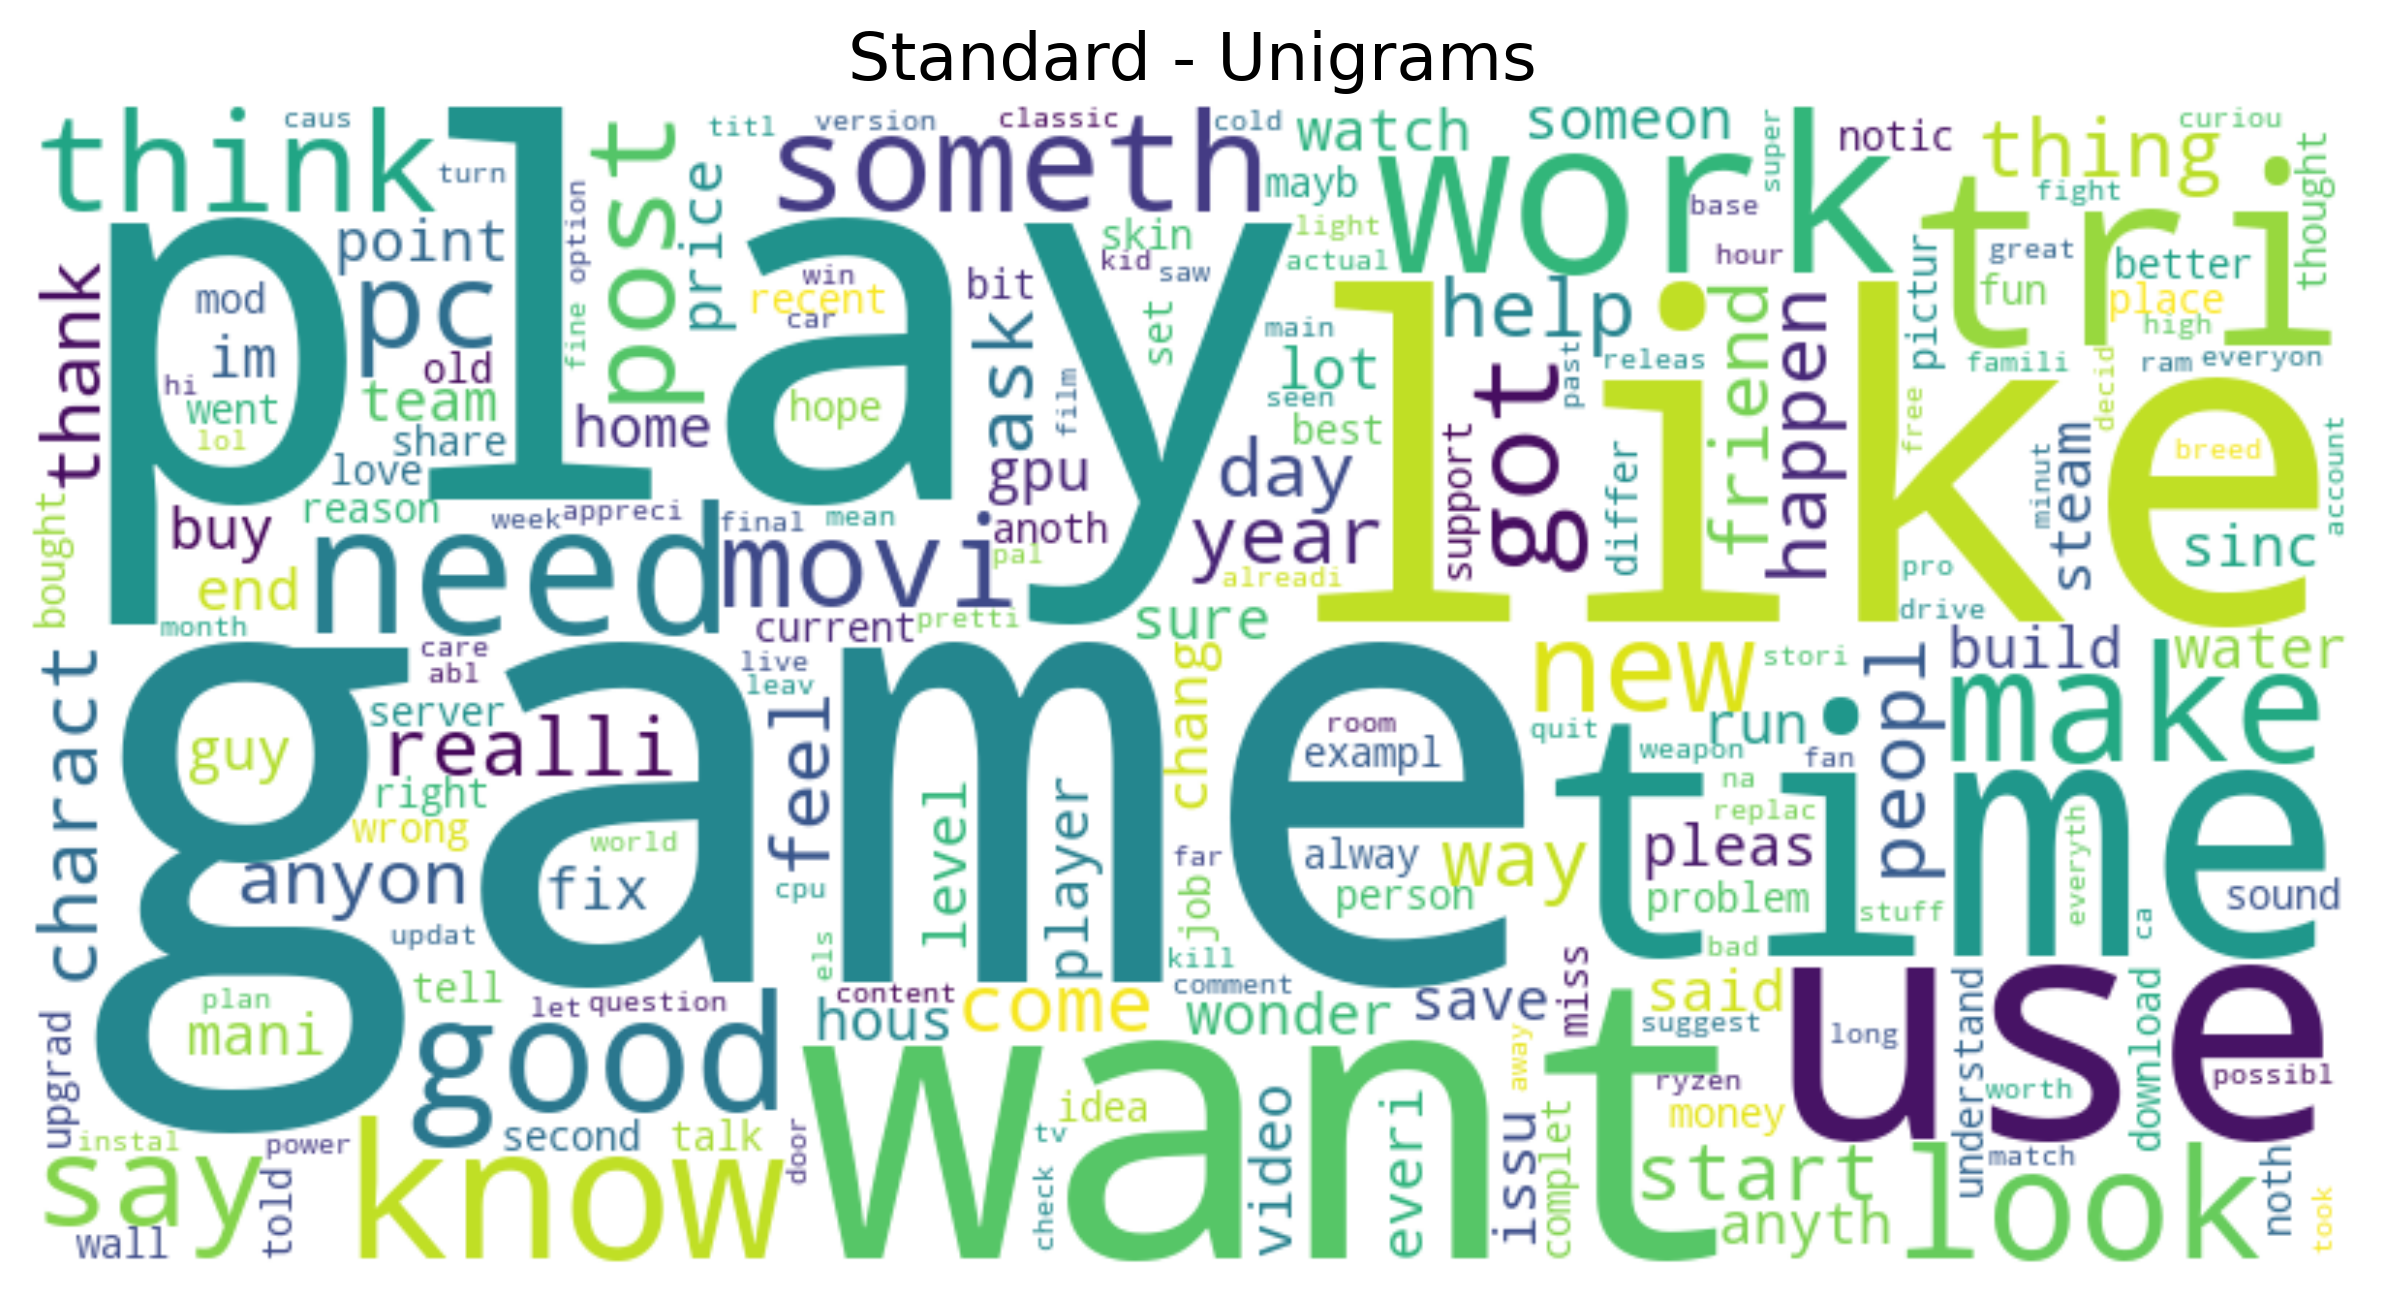 Standard - Unigrams
think
caus
turn
play
post
option
fine
price
titl
version
classic
cold
someth
watch
someon
super
notic
thing
curiou
thought
work
mayb
light
actual
base
hour
tri
fight
great
better
place
high
fun
pictur
point
pc
mod
im
hi
went
lol
old
team
share
love
reason
thank
win
recent
car
hope
home
bit
ask
film
skin
kid
saw
set
main
lot
seen
best
help
like
past
releas
got
support
differ
friend
happen
free
famili
decid
ram
everyon
breed
account
minut
steam
sinc
pro
drive
day
gpu
year
anoth
alreadi
pal
buy
bought
end
month
need
week
appreci
final
mean
movi
current
pretti
sure
charact
game
care
abl
live
leav
server
realli
guy
right
wrong
world
fix
anyon
updat
feel
cpu
els
level
player
chang
room
exampl
alway
person
far
job
kill
comment
new
stori
quit
run
weapon
fan
na
replac
pleas
problem
way
time
stuff
bad
peopl
build
water
make
everyth
sound
ca
plan
mani
tell
let
question
content
hous
come
wonder
save
miss
said
suggest
use
long
understand
download
worth
possibl
match
upgrad
instal
power
say
wall
told
good
second
talk
know
door
want
idea
tv
check
video
everi
issu
away
complet
ryzen
money
start
anyth
look
noth
took